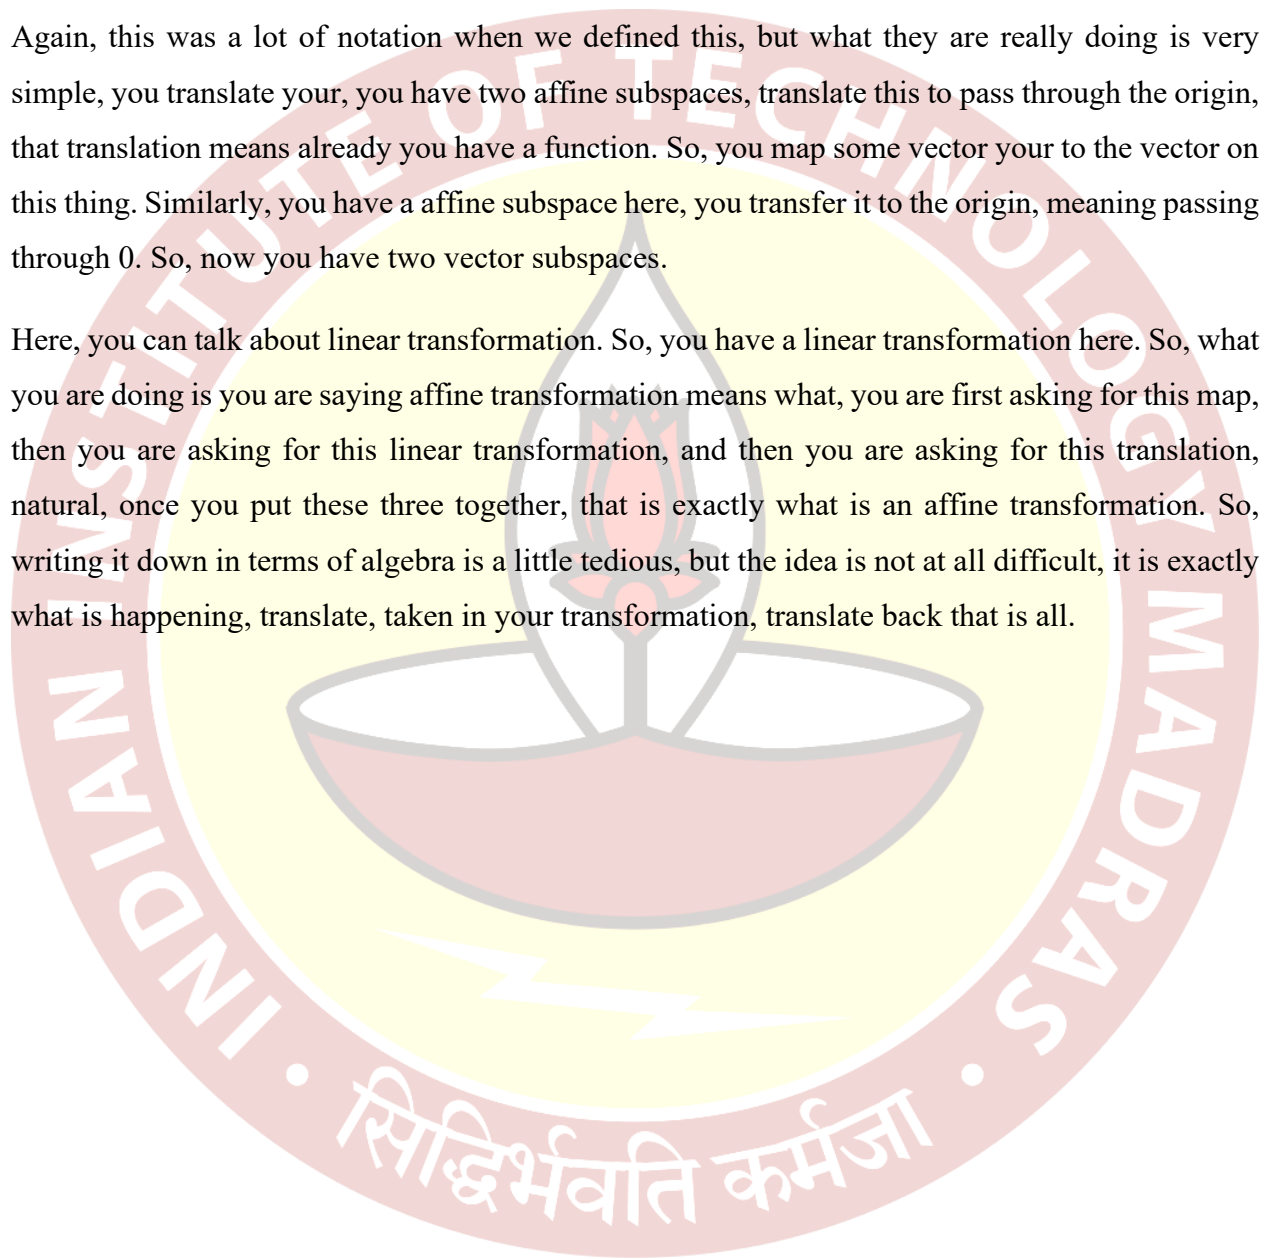 Again, this was a lot of notation when we defined this, but what they are really doing is very
simple, you translate your, you have two affine subspaces, translate this to pass through the origin,
that translation means already you have a function. So, you map some vector your to the vector on
this thing. Similarly, you have a affine subspace here, you transfer it to the origin, meaning passing
through 0. So, now you have two vector subspaces.
Here, you can talk about linear transformation. So, you have a linear transformation here. So, what
you are doing is you are saying affine transformation means what, you are first asking for this map,
then you are asking for this linear transformation, and then you are asking for this translation,
natural, once you put these three together, that is exactly what is an affine transformation. So,
writing it down in terms of algebra is a little tedious, but the idea is not at all difficult, it is exactly
what is happening, translate, taken in your transformation, translate back that is all.
INDIAN INSTITUTE OF TECHNOLOGY MADRAS
सिद्धिर्भवति कर्मजा